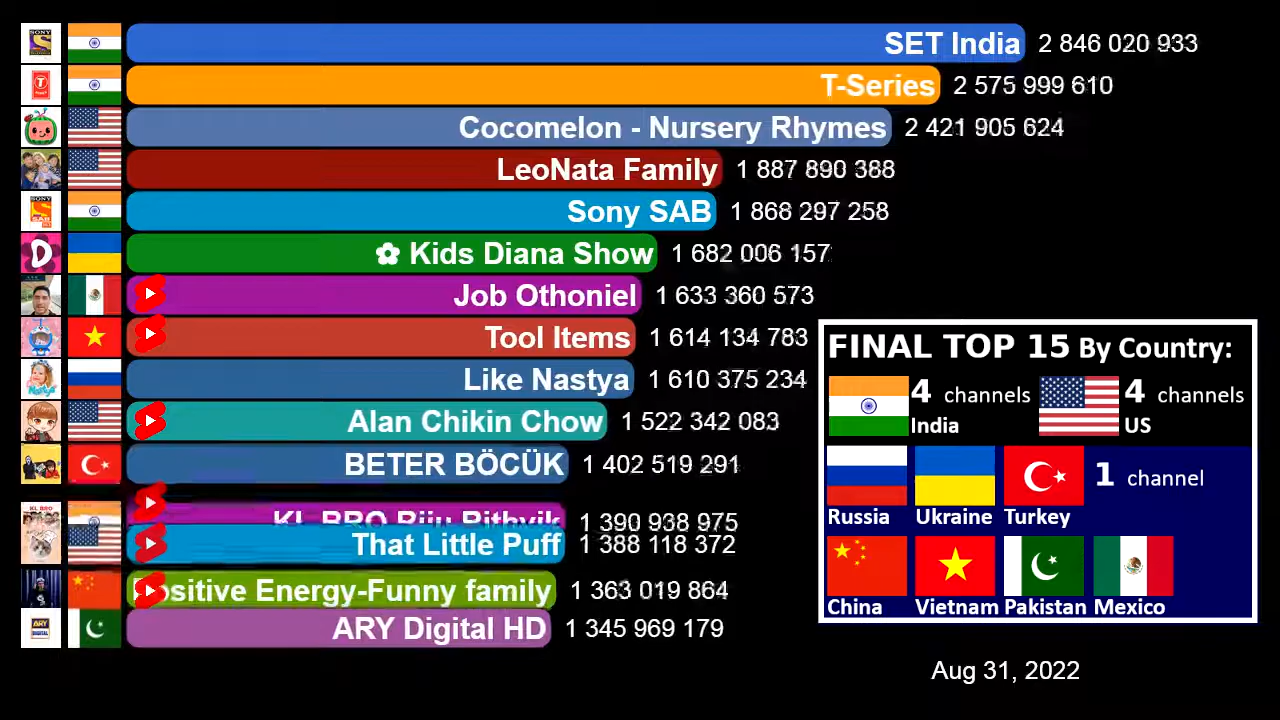 SET India 2 846 020 933
T-Series 2 575 999 610
Cocomelon - Nursery Rhymes 2 421 905 624
LeoNata Family 1 887 890 388
Sony SAB 1 868 297 258
✿ Kids Diana Show 1 682 006 157
Job Othoniel 1 633 360 573
Tool Items 1 614 134 783
Like Nastya 1 610 375 234
Alan Chikin Chow 1 522 342 083
BETER BÖCÜK 1 402 519 291
KL BRO Biju Rithvik 1 390 938 975
That Little Puff 1 388 118 372
Positive Energy-Funny family 1 363 019 864
ARY Digital HD 1 345 969 179
FINAL TOP 15 By Country:
4 channels India
4 channels US
1 channel
Russia Ukraine Turkey
China Vietnam Pakistan Mexico
Aug 31, 2022